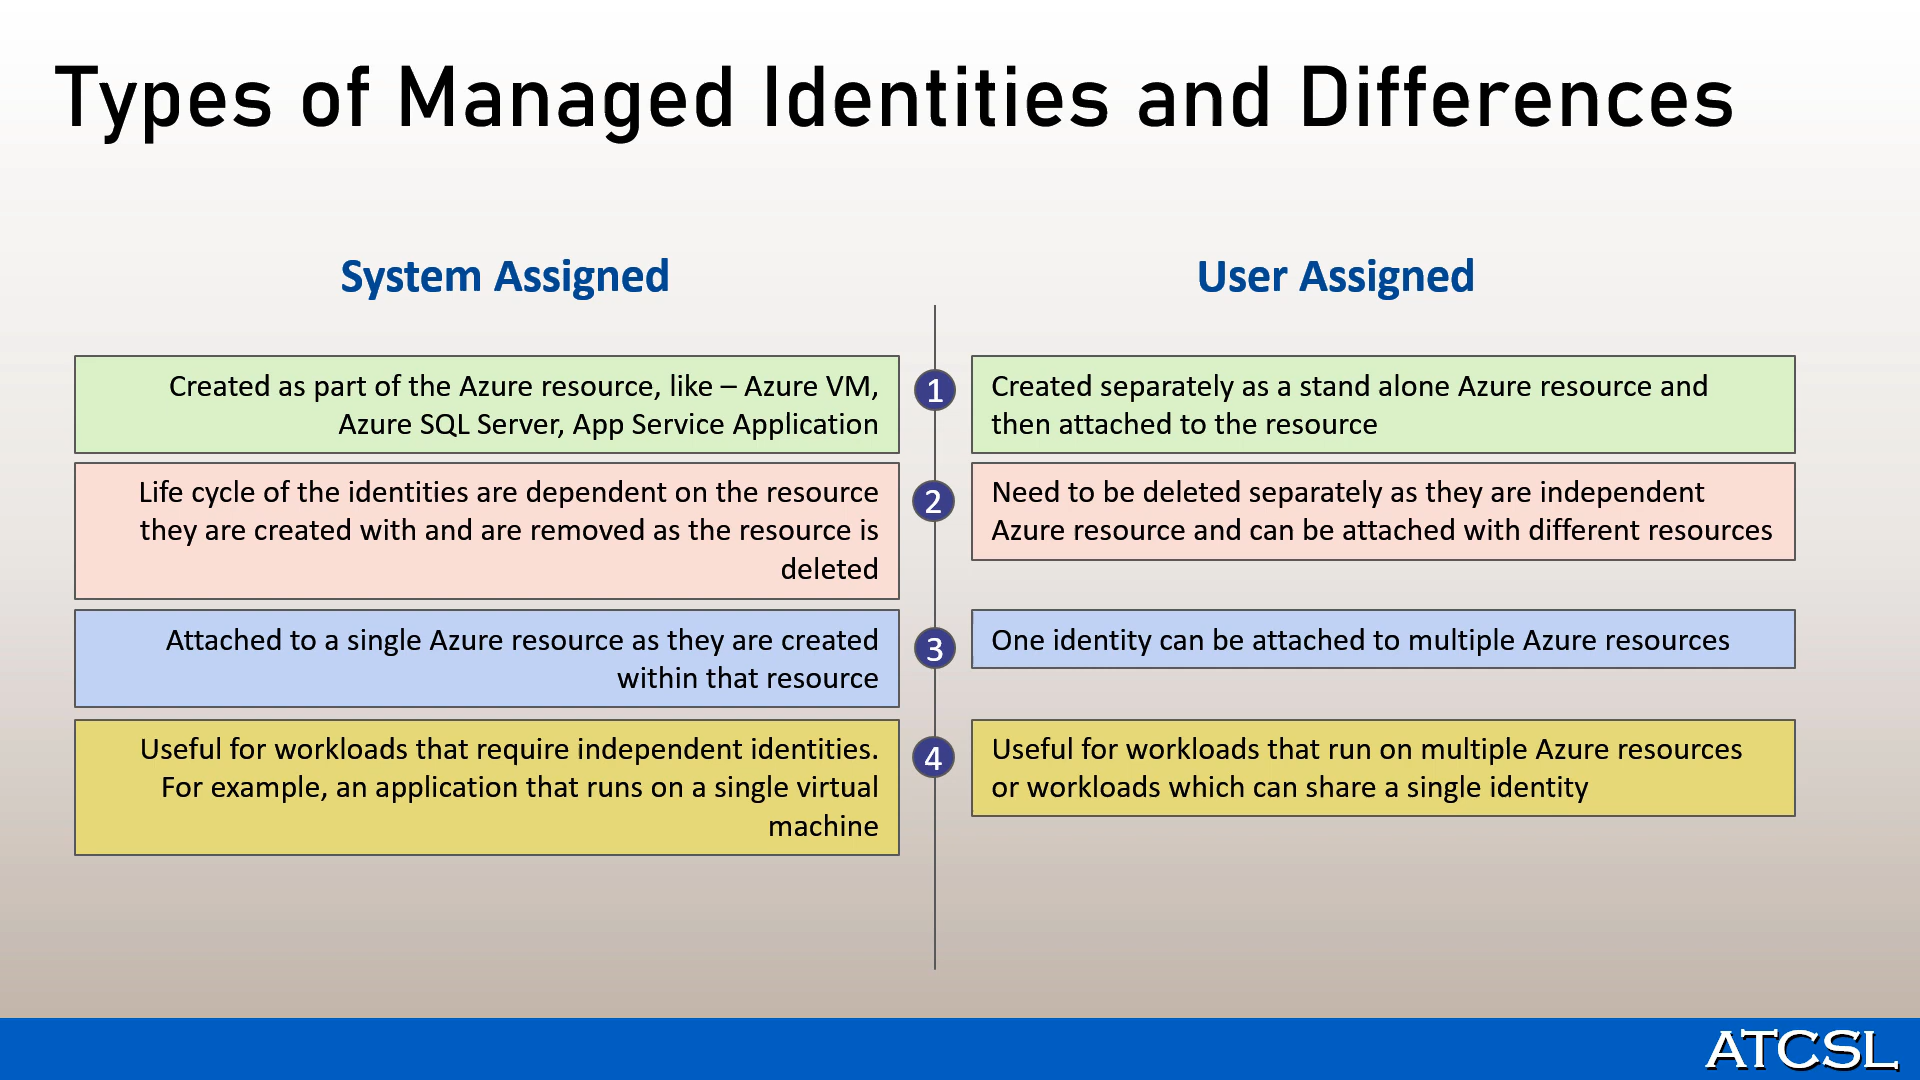 Types of Managed Identities and Differences
System Assigned
User Assigned
Created as part of the Azure resource, like – Azure VM,
Azure SQL Server, App Service Application
1
Created separately as a stand alone Azure resource and
then attached to the resource
Life cycle of the identities are dependent on the resource
they are created with and are removed as the resource is
deleted
2
Need to be deleted separately as they are independent
Azure resource and can be attached with different resources
Attached to a single Azure resource as they are created
within that resource
3
One identity can be attached to multiple Azure resources
Useful for workloads that require independent identities.
For example, an application that runs on a single virtual
machine
4
Useful for workloads that run on multiple Azure resources
or workloads which can share a single identity
ATCSL